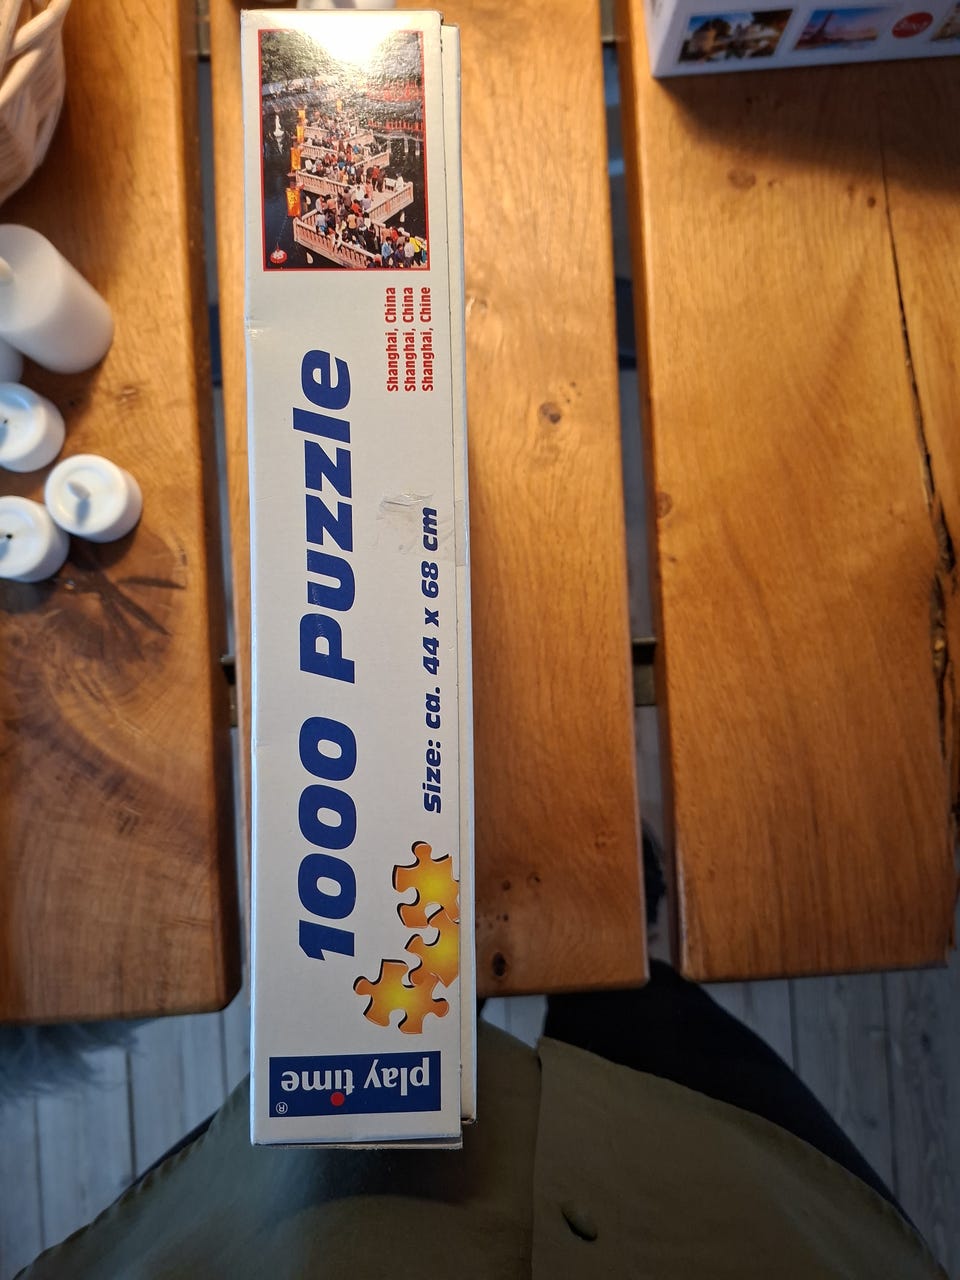 Shanghai, China
Shanghai, China
Shanghai, Chine
1000 Puzzle
Size: ca. 44 x 68 cm
play time®